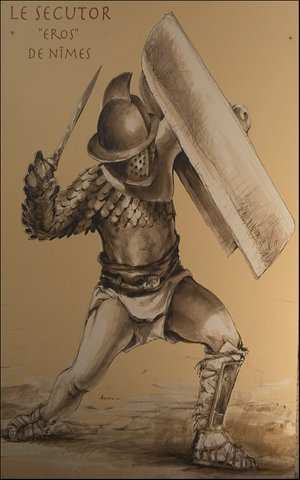 LE SECUTOR
"EROS"
DE NÎMES